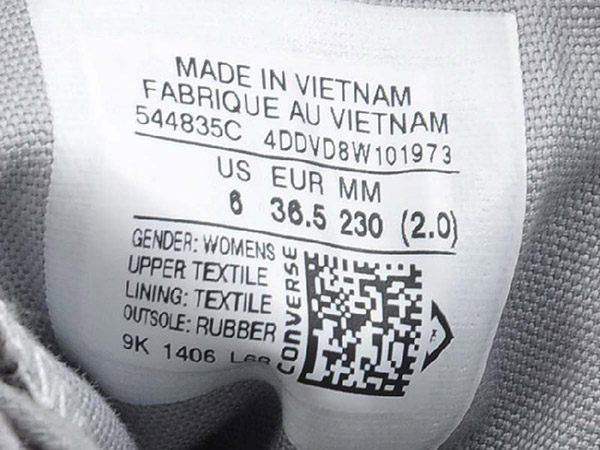 MADE IN VIETNAM
FABRIQUE AU VIETNAM
544835C 4DDVD8W101973
US EUR MM
6 36.5 230 (2.0)
GENDER: WOMENS
UPPER TEXTILE
LINING: TEXTILE
OUTSOLE: RUBBER
9K 1406
CONVERSE